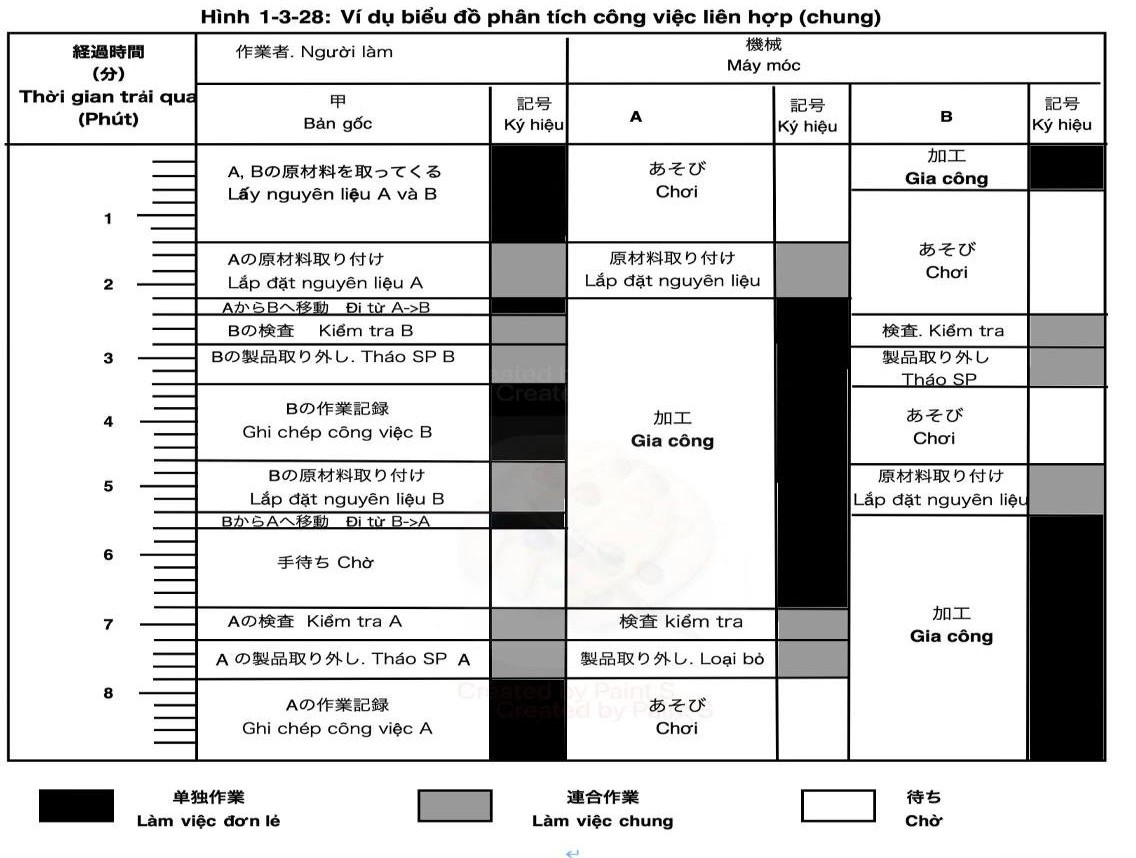 Hình 1-3-28: Ví dụ biểu đồ phân tích công việc liên hợp (chung)
経過時間
(分)
Thời gian trải qua
(Phút)
作業者. Người làm
機械
Máy móc
甲
Bản gốc
記号
Ký hiệu
A
記号
Ký hiệu
B
記号
Ký hiệu
1
2
3
4
5
6
7
8
A, Bの原材料を取ってくる
Lấy nguyên liệu A và B
Aの原材料取り付け
Lắp đặt nguyên liệu A
AからBへ移動 Đi từ A->B
Bの検査 Kiểm tra B
Bの製品取り外し. Tháo SP B
Bの作業記録
Ghi chép công việc B
Bの原材料取り付け
Lắp đặt nguyên liệu B
BからAへ移動 Đi từ B->A
手待ち Chờ
Aの検査 Kiểm tra A
A の製品取り外し. Tháo SP A
Aの作業記録
Ghi chép công việc A
あそび
Chơi
原材料取り付け
Lắp đặt nguyên liệu
加工
Gia công
検査 kiểm tra
製品取り外し. Loại bỏ
あそび
Chơi
加工
Gia công
あそび
Chơi
検査. Kiểm tra
製品取り外し
Tháo SP
あそび
Chơi
原材料取り付け
Lắp đặt nguyên liệu
加工
Gia công
Created by Paint S
Created by Paint S
单独作業
Làm việc đơn lẻ
連合作業
Làm việc chung
待ち
Chờ